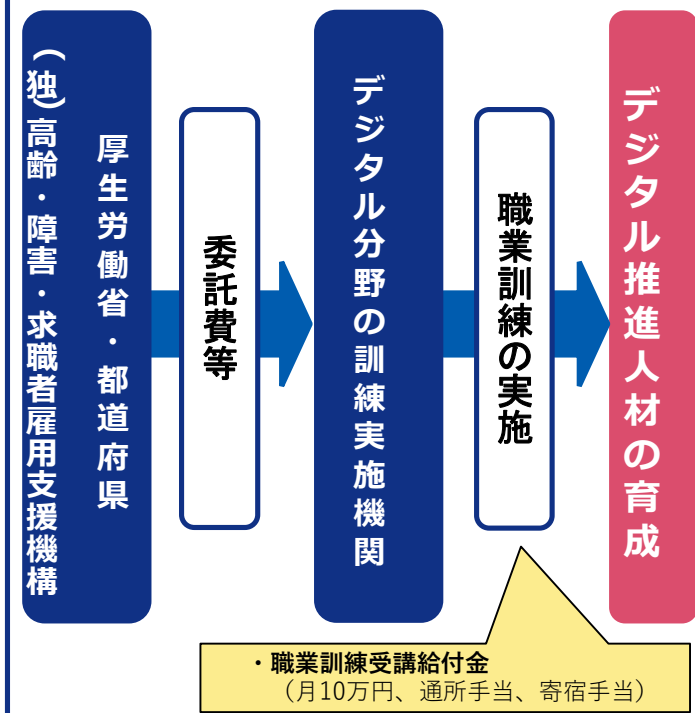 厚生労働省・都道府県
（独）高齢・障害・求職者雇用支援機構
委託費等
デジタル分野の訓練実施機関
職業訓練の実施
デジタル推進人材の育成
・職業訓練受講給付金
（月10万円、通所手当、寄宿手当）